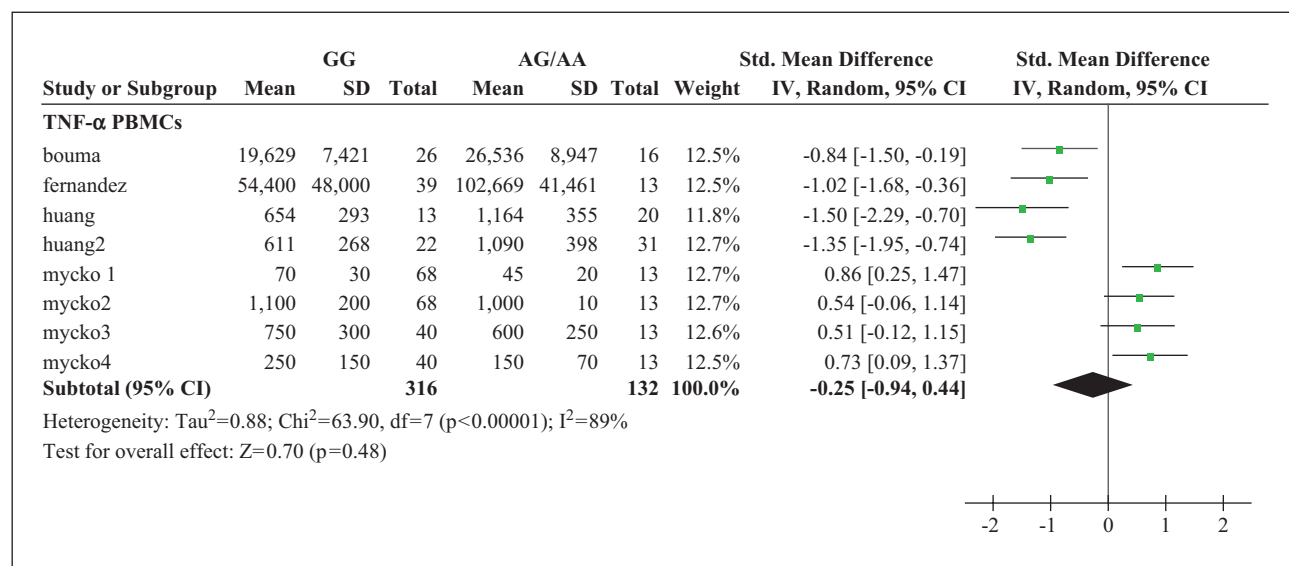 GG AG/AA Std. Mean Difference Std. Mean Difference
Study or Subgroup Mean SD Total Mean SD Total Weight IV, Random, 95% CI IV, Random, 95% CI
TNF-α PBMCs
bouma 19,629 7,421 26 26,536 8,947 16 12.5% -0.84 [-1.50, -0.19]
fernandez 54,400 48,000 39 102,669 41,461 13 12.5% -1.02 [-1.68, -0.36]
huang 654 293 13 1,164 355 20 11.8% -1.50 [-2.29, -0.70]
huang2 611 268 22 1,090 398 31 12.7% -1.35 [-1.95, -0.74]
mycko 1 70 30 68 45 20 13 12.7% 0.86 [0.25, 1.47]
mycko2 1,100 200 68 1,000 10 13 12.7% 0.54 [-0.06, 1.14]
mycko3 750 300 40 600 250 13 12.6% 0.51 [-0.12, 1.15]
mycko4 250 150 40 150 70 13 12.5% 0.73 [0.09, 1.37]
Subtotal (95% CI) 316 132 100.0% -0.25 [-0.94, 0.44]
Heterogeneity: Tau²=0.88; Chi²=63.90, df=7 (p<0.00001); I²=89%
Test for overall effect: Z=0.70 (p=0.48)
-2 -1 0 1 2